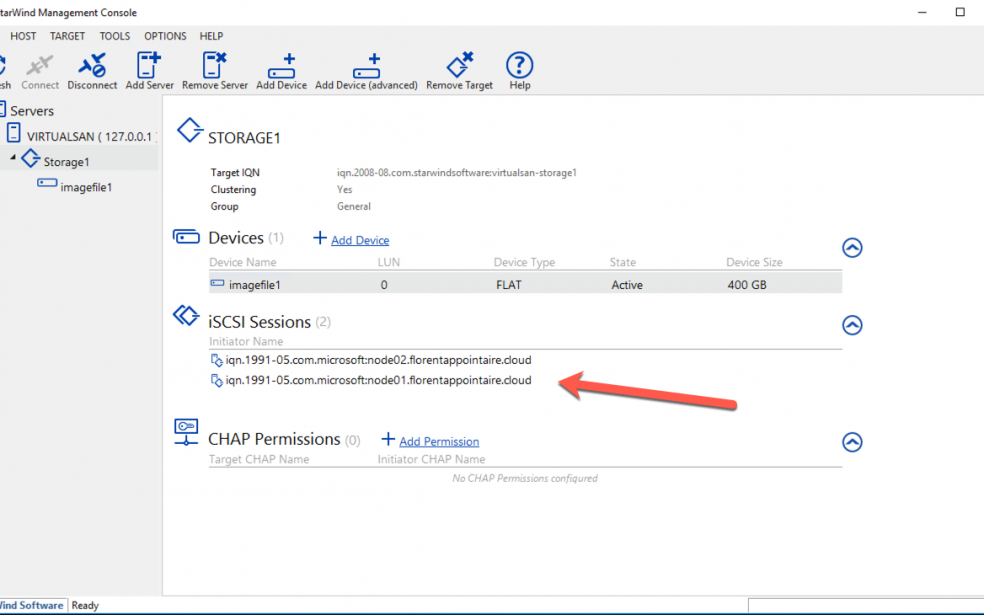 tarWind Management Console
HOST TARGET TOOLS OPTIONS HELP
esh Connect Disconnect Add Server Remove Server Add Device Add Device (advanced) Remove Target Help
Servers
VIRTUALSAN ( 127.0.0.1
Storage1
imagefile1
STORAGE1
Target IQN iqn.2008-08.com.starwindsoftware:virtualsan-storage1
Clustering Yes
Group General
Devices (1) Add Device
Device Name LUN Device Type State Device Size
imagefile1 0 FLAT Active 400 GB
iSCSI Sessions (2)
Initiator Name
iqn.1991-05.com.microsoft:node02.florentappointaire.cloud
iqn.1991-05.com.microsoft:node01.florentappointaire.cloud
CHAP Permissions (0) Add Permission
Target CHAP Name Initiator CHAP Name
No CHAP Permissions configured
Wind Software Ready